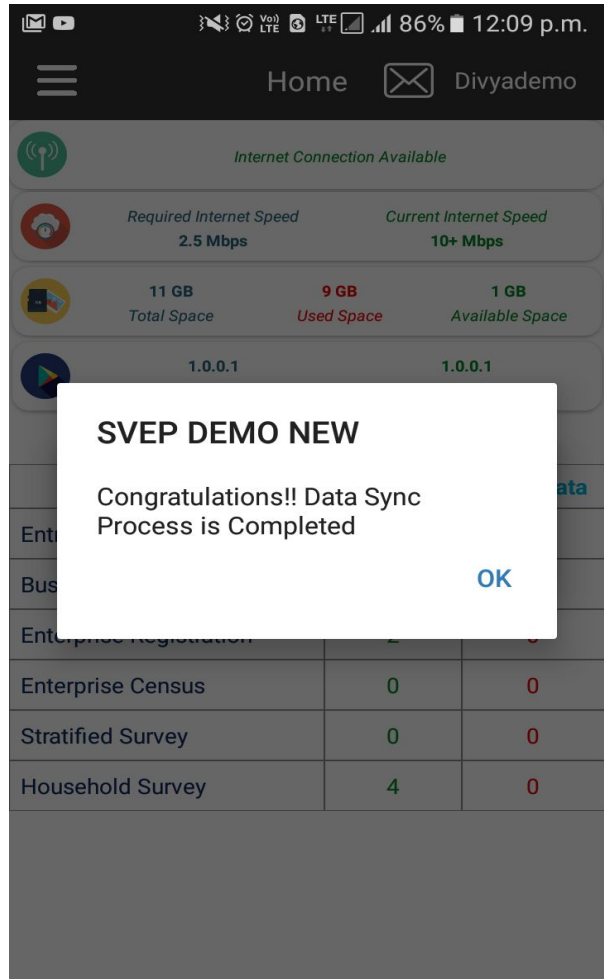 Vo)) LTE LTE 86% 12:09 p.m.
Home Divyademo
Internet Connection Available
Required Internet Speed Current Internet Speed
2.5 Mbps 10+ Mbps
11 GB 9 GB 1 GB
Total Space Used Space Available Space
1.0.0.1 1.0.0.1
SVEP DEMO NEW
Congratulations!! Data Sync
Process is Completed
OK
Enterprise Registration 2 0
Enterprise Census 0 0
Stratified Survey 0 0
Household Survey 4 0